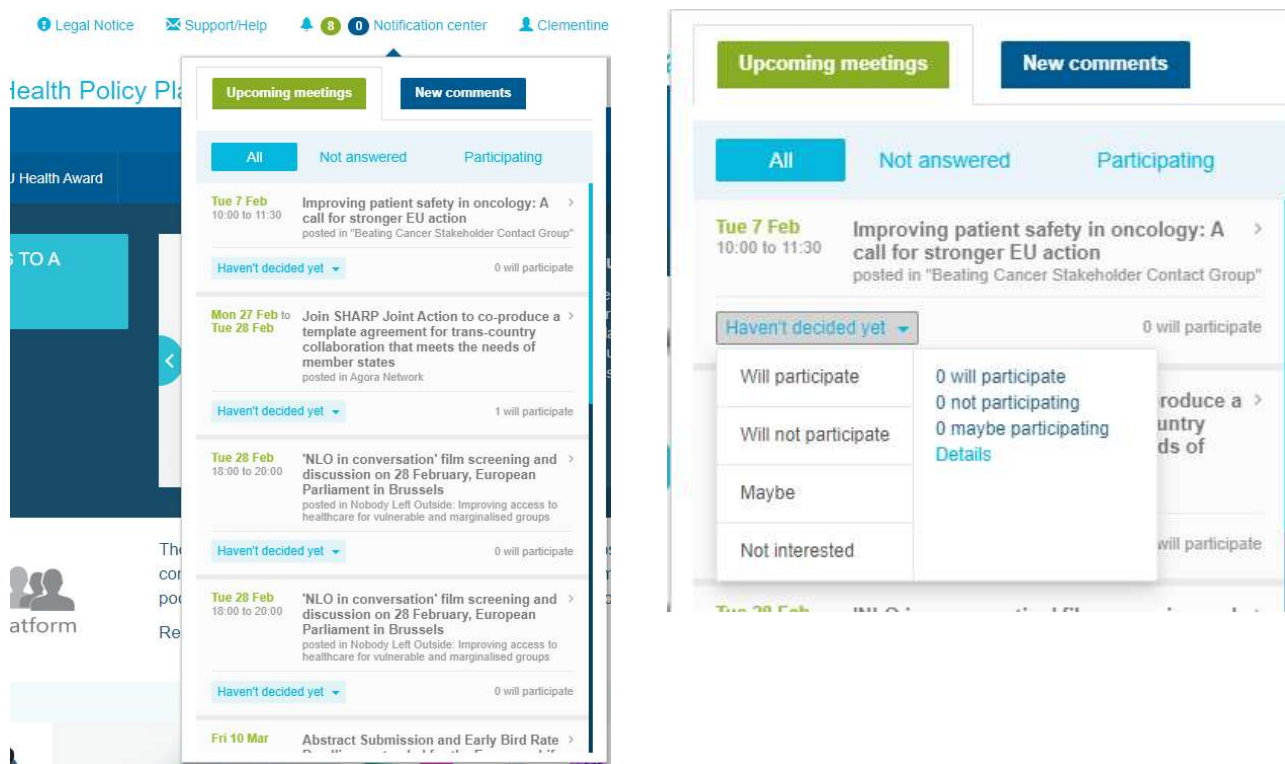 Legal Notice Support/Help 8 0 Notification center Clementine
Health Policy Pla
J Health Award
S TO A
The
con
poo
Re
atform
Upcoming meetings New comments
All Not answered Participating
Tue 7 Feb
10:00 to 11:30
Improving patient safety in oncology: A
call for stronger EU action
posted in "Beating Cancer Stakeholder Contact Group"
Haven't decided yet 0 will participate
Mon 27 Feb to
Tue 28 Feb
Join SHARP Joint Action to co-produce a
template agreement for trans-country
collaboration that meets the needs of
member states
posted in Agora Network
Haven't decided yet 1 will participate
Tue 28 Feb
18:00 to 20:00
'NLO in conversation' film screening and
discussion on 28 February, European
Parliament in Brussels
posted in Nobody Left Outside: Improving access to
healthcare for vulnerable and marginalised groups
Haven't decided yet 0 will participate
Tue 28 Feb
18:00 to 20:00
'NLO in conversation' film screening and
discussion on 28 February, European
Parliament in Brussels
posted in Nobody Left Outside: Improving access to
healthcare for vulnerable and marginalised groups
Haven't decided yet 0 will participate
Fri 10 Mar
Abstract Submission and Early Bird Rate
Upcoming meetings New comments
All Not answered Participating
Tue 7 Feb
10:00 to 11:30
Improving patient safety in oncology: A
call for stronger EU action
posted in "Beating Cancer Stakeholder Contact Group"
Haven't decided yet 0 will participate
Will participate
Will not participate
Maybe
Not interested
0 will participate
0 not participating
0 maybe participating
Details
roduce a
untry
ds of
will participate
Tue 28 Feb